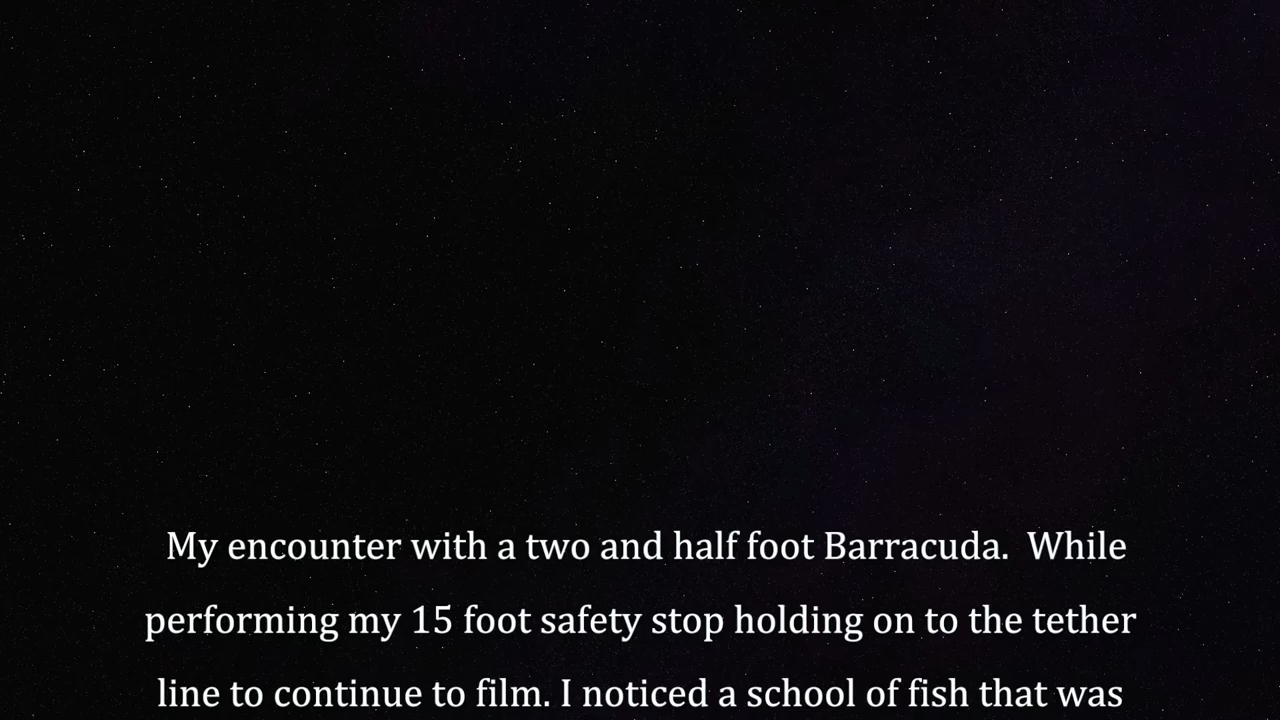 My encounter with a two and half foot Barracuda.  While
performing my 15 foot safety stop holding on to the tether
line to continue to film. I noticed a school of fish that was